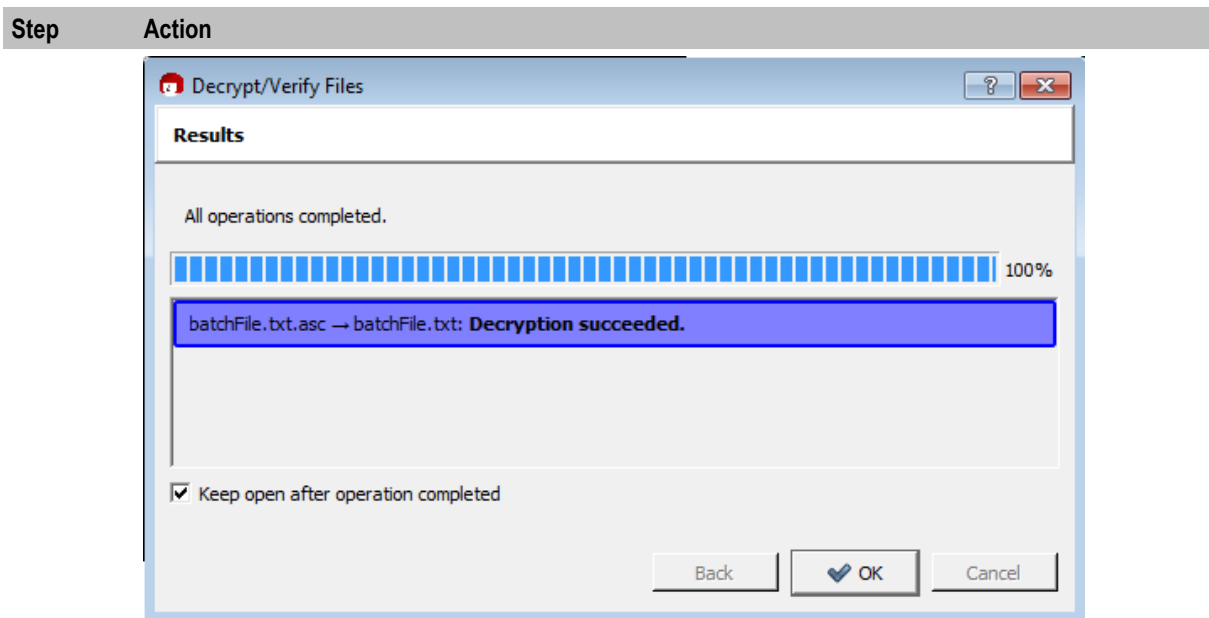 Step Action
Decrypt/Verify Files
Results
All operations completed.
100%
batchFile.txt.asc → batchFile.txt: Decryption succeeded.
Keep open after operation completed
Back OK Cancel